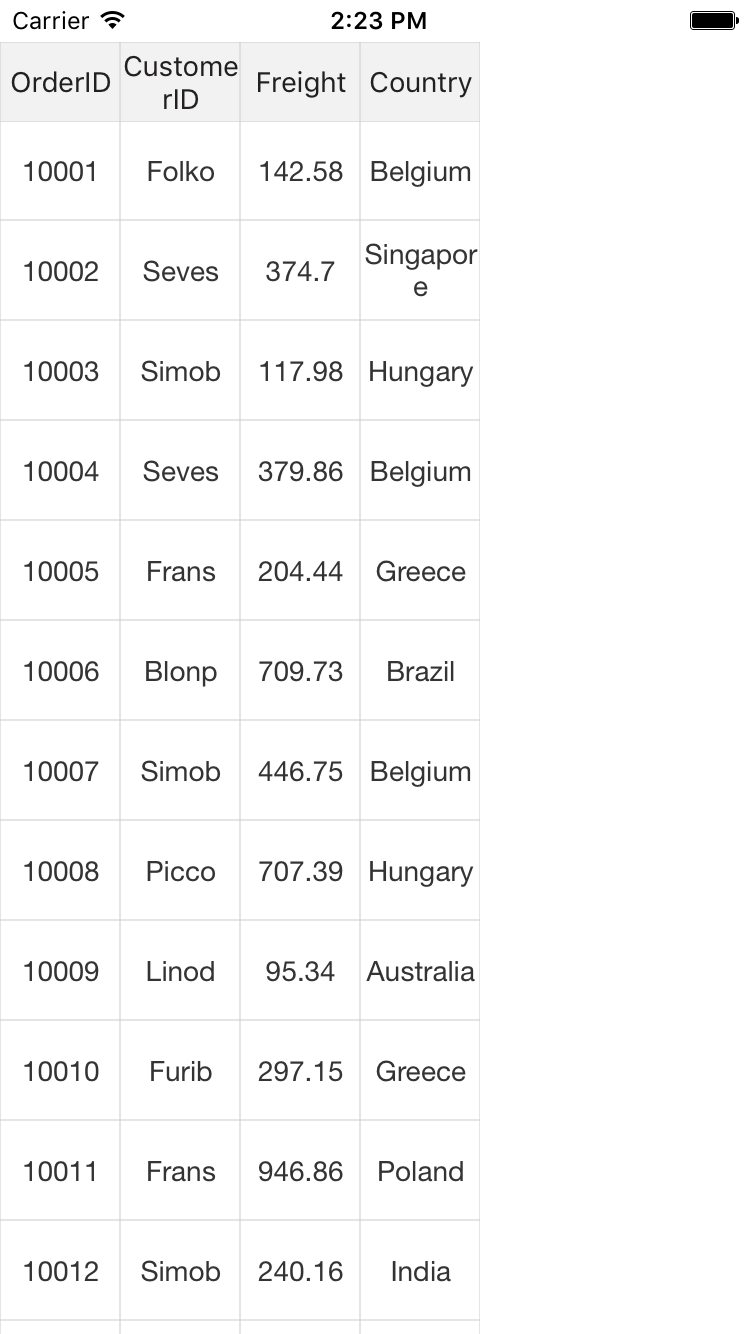 Carrier 2:23 PM
OrderID Custome Freight Country
rID
10001 Folko 142.58 Belgium
10002 Seves 374.7 Singapor
e
10003 Simob 117.98 Hungary
10004 Seves 379.86 Belgium
10005 Frans 204.44 Greece
10006 Blonp 709.73 Brazil
10007 Simob 446.75 Belgium
10008 Picco 707.39 Hungary
10009 Linod 95.34 Australia
10010 Furib 297.15 Greece
10011 Frans 946.86 Poland
10012 Simob 240.16 India